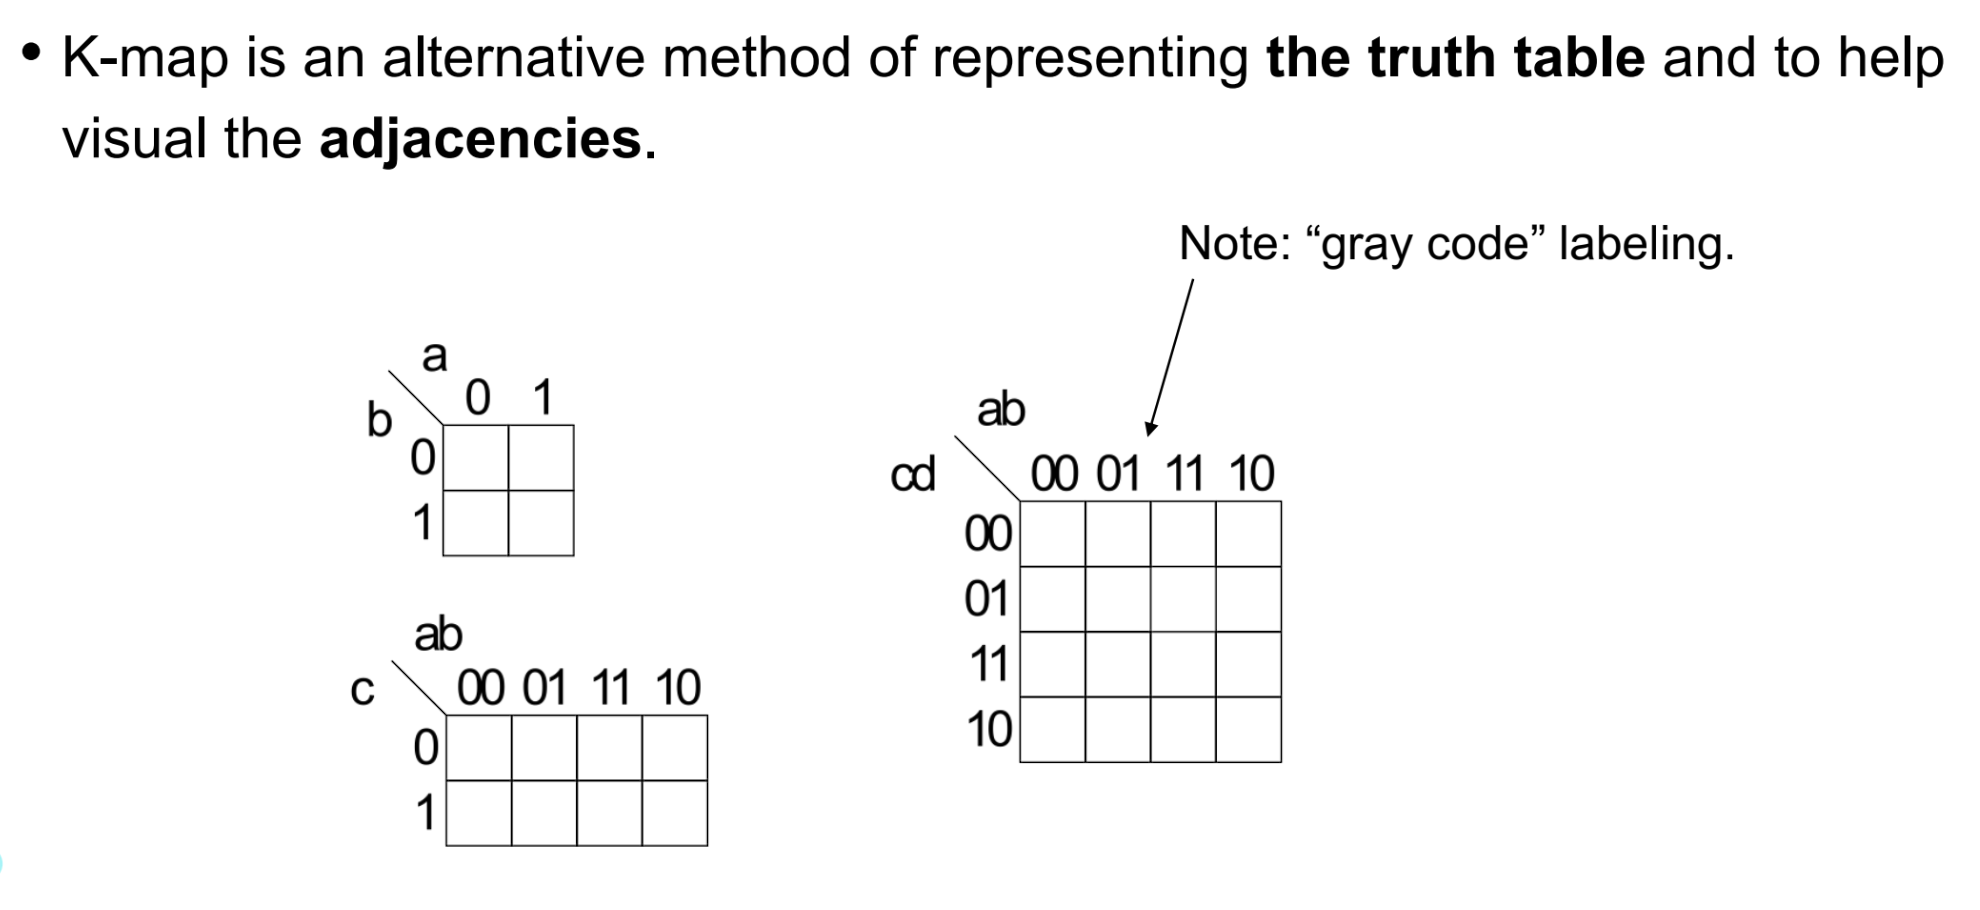 • K-map is an alternative method of representing the truth table and to help
visual the adjacencies.
Note: “gray code” labeling.
a
0 1
b
0
1
ab
c 00 01 11 10
0
1
ab
cd 00 01 11 10
00
01
11
10